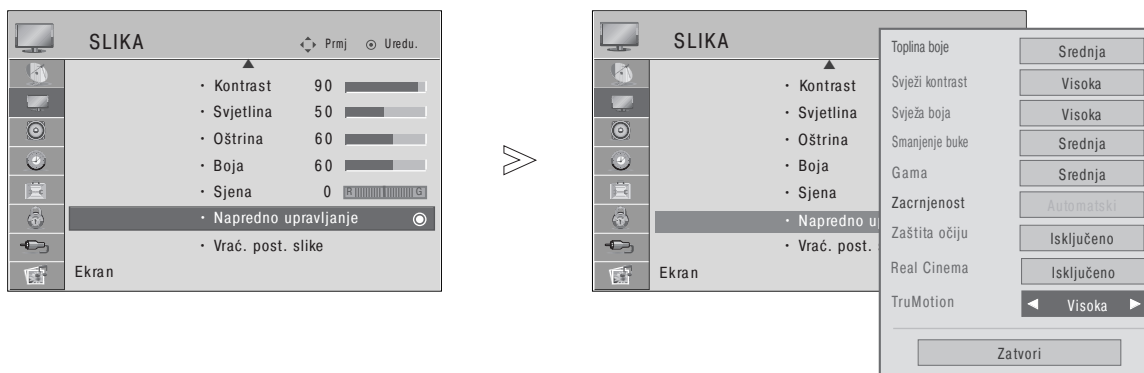 SLIKA
Prmj
Uredu.
• Kontrast 90
• Svjetlina 50
• Oštrina 60
• Boja 60
• Sjena 0 R G
• Napredno upravljanje
• Vrać. post. slike
Ekran
SLIKA
• Kontrast
• Svjetlina
• Oštrina
• Boja
• Sjena
• Napredno u
• Vrać. post.
Ekran
Toplina boje Srednja
Svježi kontrast Visoka
Svježa boja Visoka
Smanjenje buke Srednja
Gama Srednja
Zacrnjenost Automatski
Zaštita očiju Isključeno
Real Cinema Isključeno
TruMotion ◄ Visoka ►
Zatvori